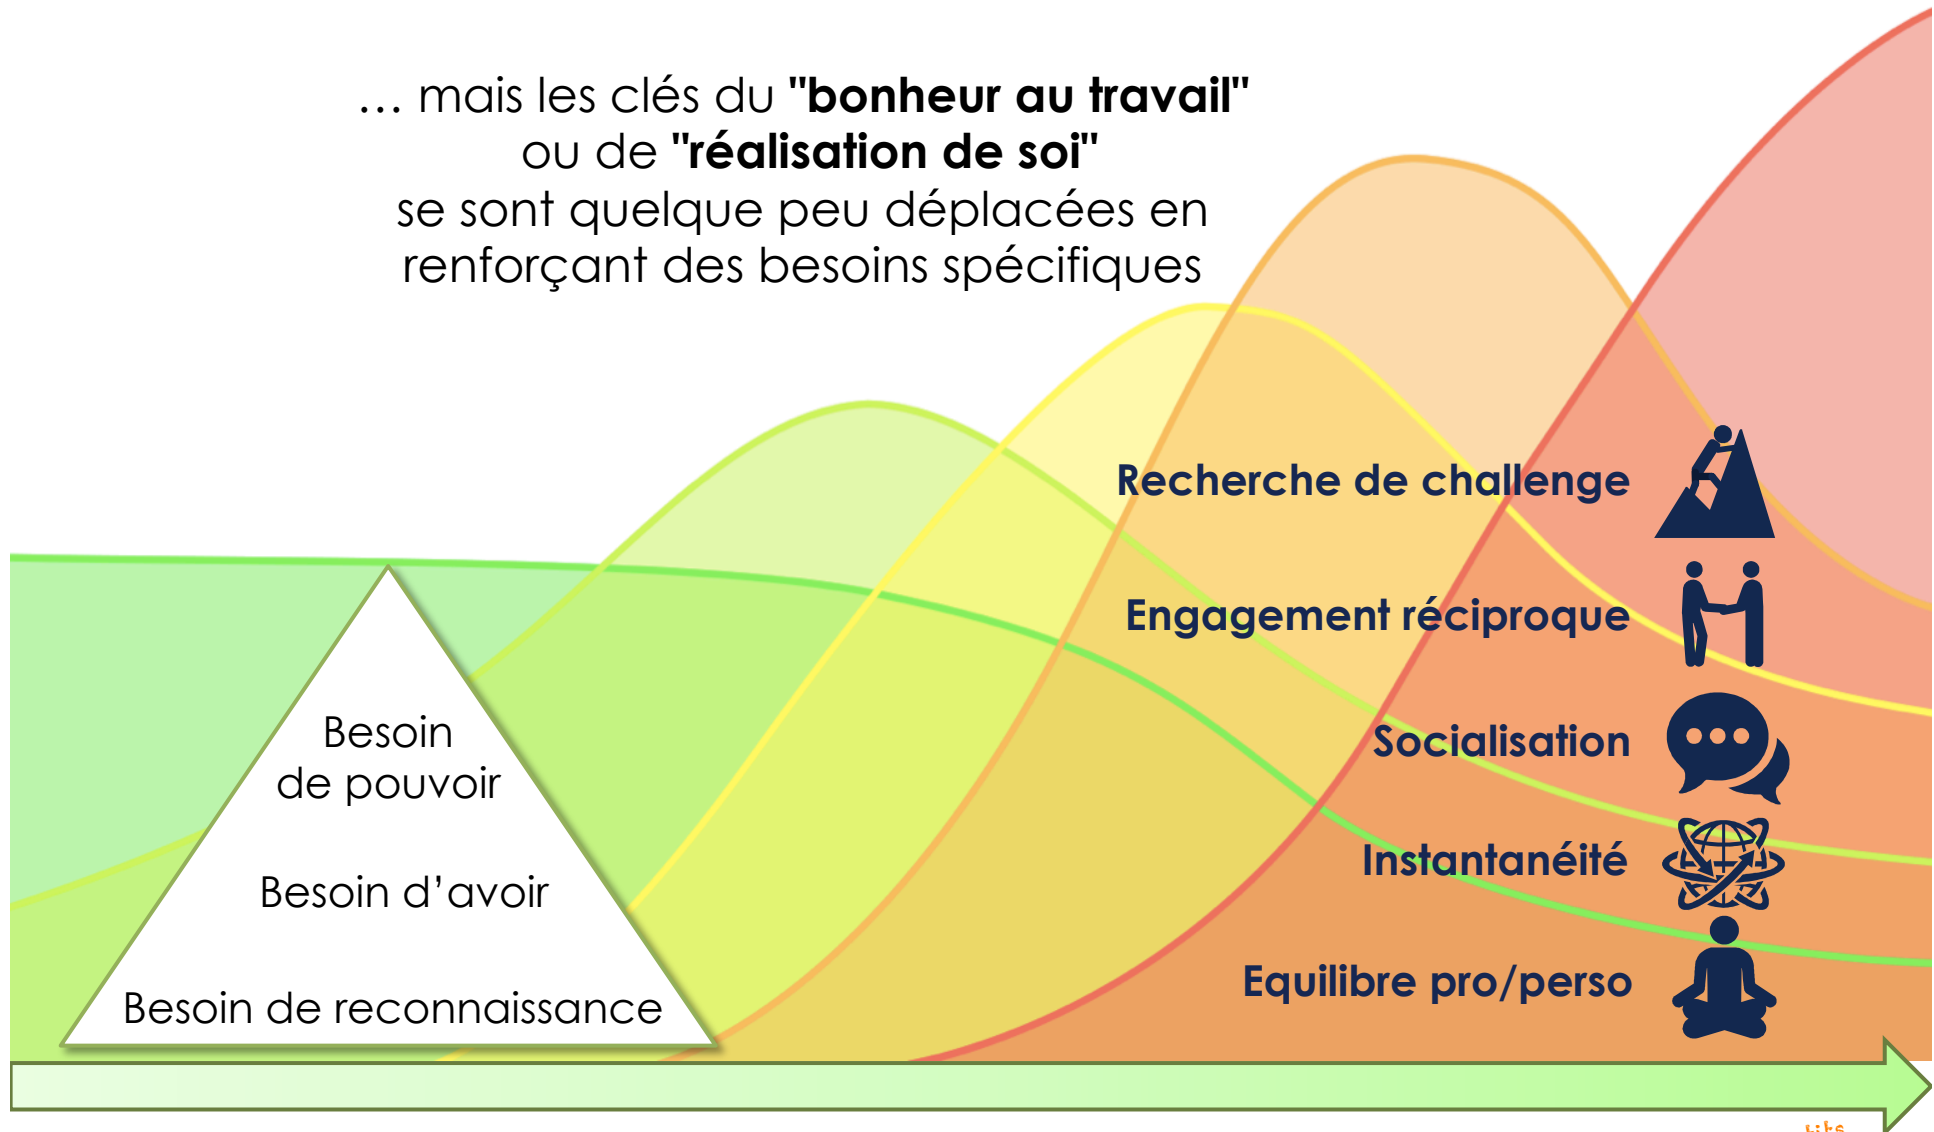 … mais les clés du "bonheur au travail"
ou de "réalisation de soi"
se sont quelque peu déplacées en
renforçant des besoins spécifiques
Recherche de challenge
Engagement réciproque
Socialisation
Instantanéité
Equilibre pro/perso
Besoin
de pouvoir
Besoin d’avoir
Besoin de reconnaissance